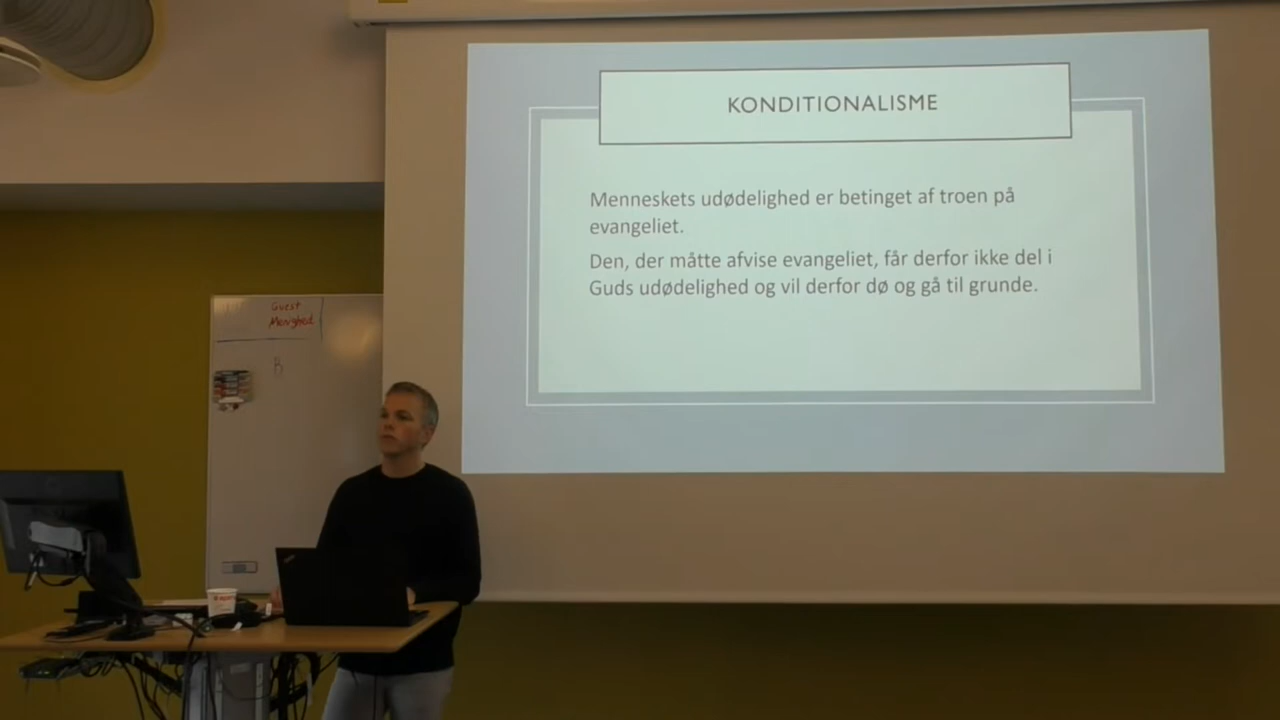 KONDITIONALISME
Menneskets udødelighed er betinget af troen på
evangeliet.
Den, der måtte afvise evangeliet, får derfor ikke del i
Guds udødelighed og vil derfor dø og gå til grunde.
Guest
Menighed